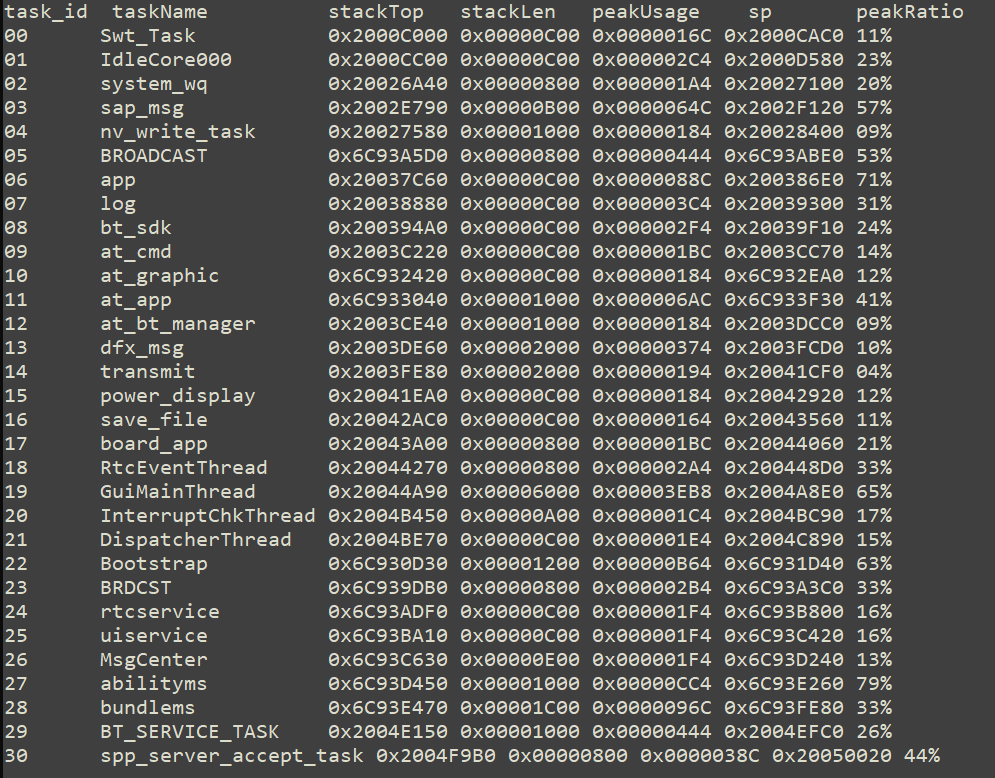 task_id  taskName          stackTop   stackLen   peakUsage    sp       peakRatio
00      Swt_Task           0x2000C000 0x00000C00 0x0000016C 0x2000CAC0 11%
01      IdleCore000        0x2000CC00 0x00000C00 0x000002C4 0x2000D580 23%
02      system_wq          0x20026A40 0x00000800 0x000001A4 0x20027100 20%
03      sap_msg            0x2002E790 0x00000B00 0x0000064C 0x2002F120 57%
04      nv_write_task      0x20027580 0x00001000 0x00000184 0x20028400 09%
05      BROADCAST          0x6C93A5D0 0x00000800 0x00000444 0x6C93ABE0 53%
06      app                0x20037C60 0x00000C00 0x0000088C 0x200386E0 71%
07      log                0x20038880 0x00000C00 0x000003C4 0x20039300 31%
08      bt_sdk             0x200394A0 0x00000C00 0x000002F4 0x20039F10 24%
09      at_cmd             0x2003C220 0x00000C00 0x000001BC 0x2003CC70 14%
10      at_graphic         0x6C932420 0x00000C00 0x00000184 0x6C932EA0 12%
11      at_app             0x6C933040 0x00001000 0x000006AC 0x6C933F30 41%
12      at_bt_manager      0x2003CE40 0x00001000 0x00000184 0x2003DCC0 09%
13      dfx_msg            0x2003DE60 0x00002000 0x00000374 0x2003FCD0 10%
14      transmit           0x2003FE80 0x00002000 0x00000194 0x20041CF0 04%
15      power_display      0x20041EA0 0x00000C00 0x00000184 0x20042920 12%
16      save_file          0x20042AC0 0x00000C00 0x00000164 0x20043560 11%
17      board_app          0x20043A00 0x00000800 0x000001BC 0x20044060 21%
18      RtcEventThread     0x20044270 0x00000800 0x000002A4 0x200448D0 33%
19      GuiMainThread      0x20044A90 0x00006000 0x00003EB8 0x2004A8E0 65%
20      InterruptChkThread 0x2004B450 0x00000A00 0x000001C4 0x2004BC90 17%
21      DispatcherThread   0x2004BE70 0x00000C00 0x000001E4 0x2004C890 15%
22      Bootstrap          0x6C930D30 0x00001200 0x00000B64 0x6C931D40 63%
23      BRDCST             0x6C939DB0 0x00000800 0x000002B4 0x6C93A3C0 33%
24      rtcservice         0x6C93ADF0 0x00000C00 0x000001F4 0x6C93B800 16%
25      uiservice          0x6C93BA10 0x00000C00 0x000001F4 0x6C93C420 16%
26      MsgCenter          0x6C93C630 0x00000E00 0x000001F4 0x6C93D240 13%
27      abilityms          0x6C93D450 0x00001000 0x00000CC4 0x6C93E260 79%
28      bundlems           0x6C93E470 0x00001C00 0x0000096C 0x6C93FE80 33%
29      BT_SERVICE_TASK    0x2004E150 0x00001000 0x00000444 0x2004EFC0 26%
30      spp_server_accept_task 0x2004F9B0 0x00000800 0x0000038C 0x20050020 44%